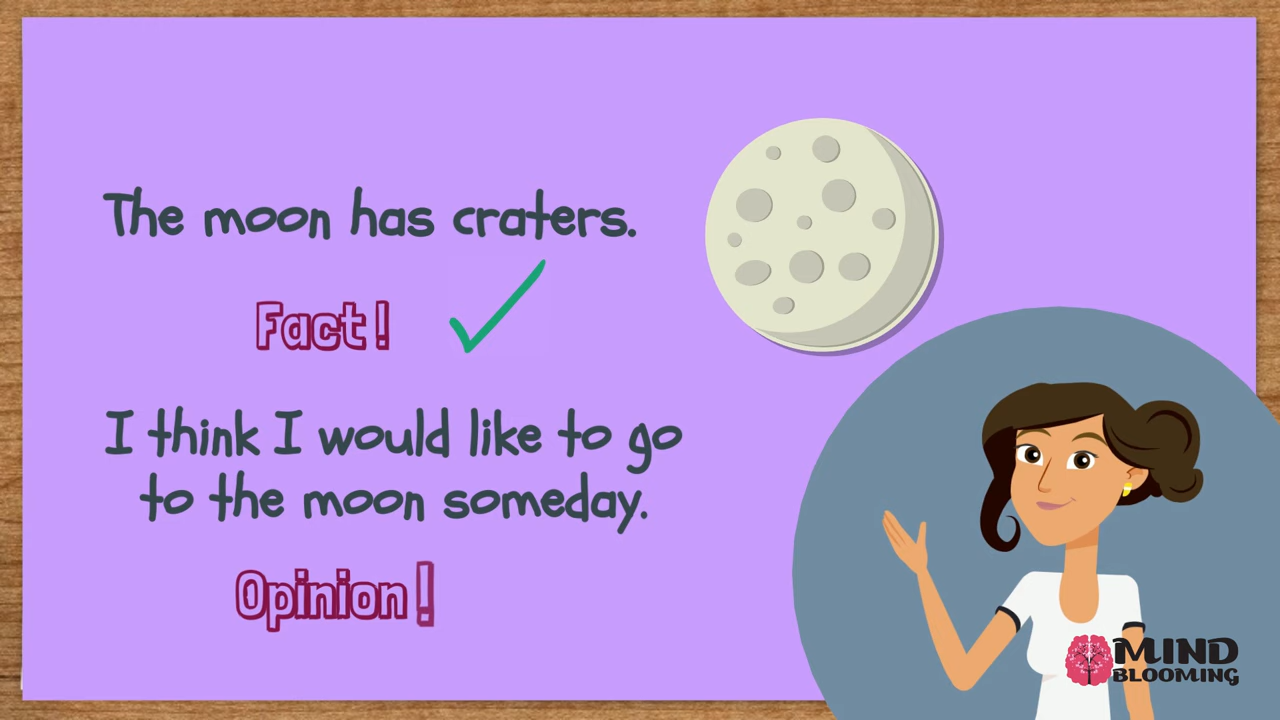 The moon has craters.
Fact!
I think I would like to go
to the moon someday.
Opinion!
MIND
BLOOMING